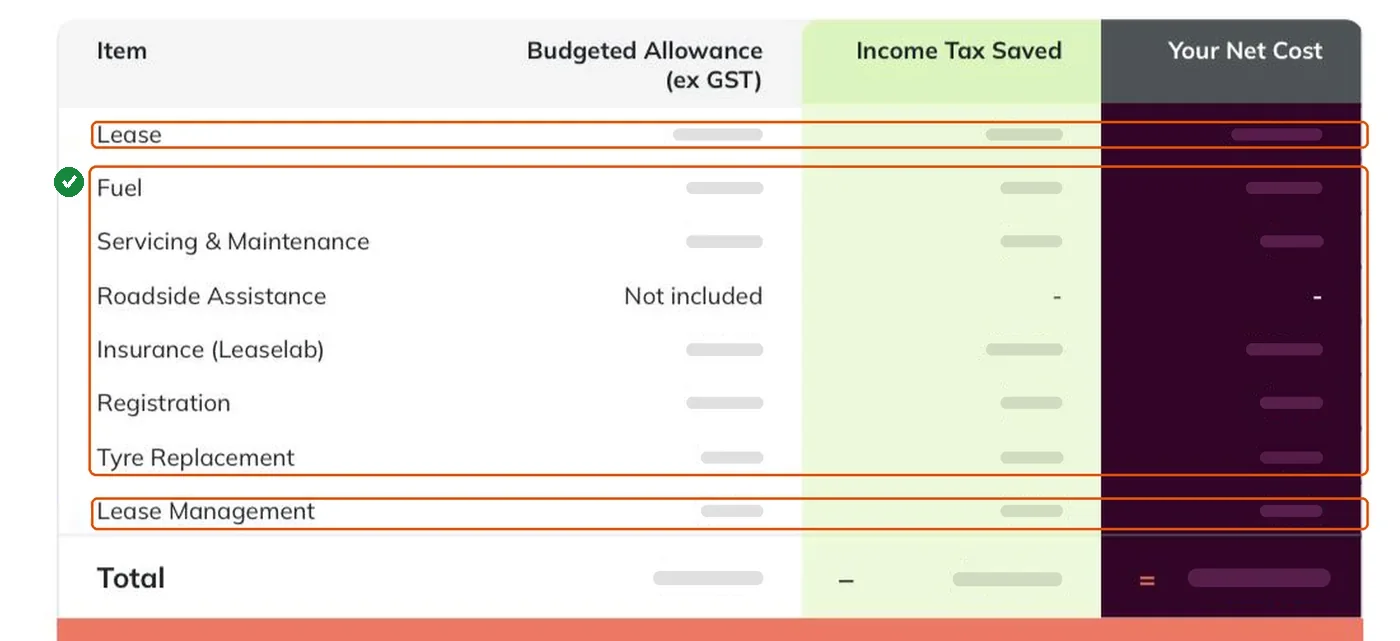 Item
Budgeted Allowance
(ex GST)
Income Tax Saved
Your Net Cost
Lease
Fuel
Servicing & Maintenance
Roadside Assistance Not included - -
Insurance (Leaselab)
Registration
Tyre Replacement
Lease Management
Total – =